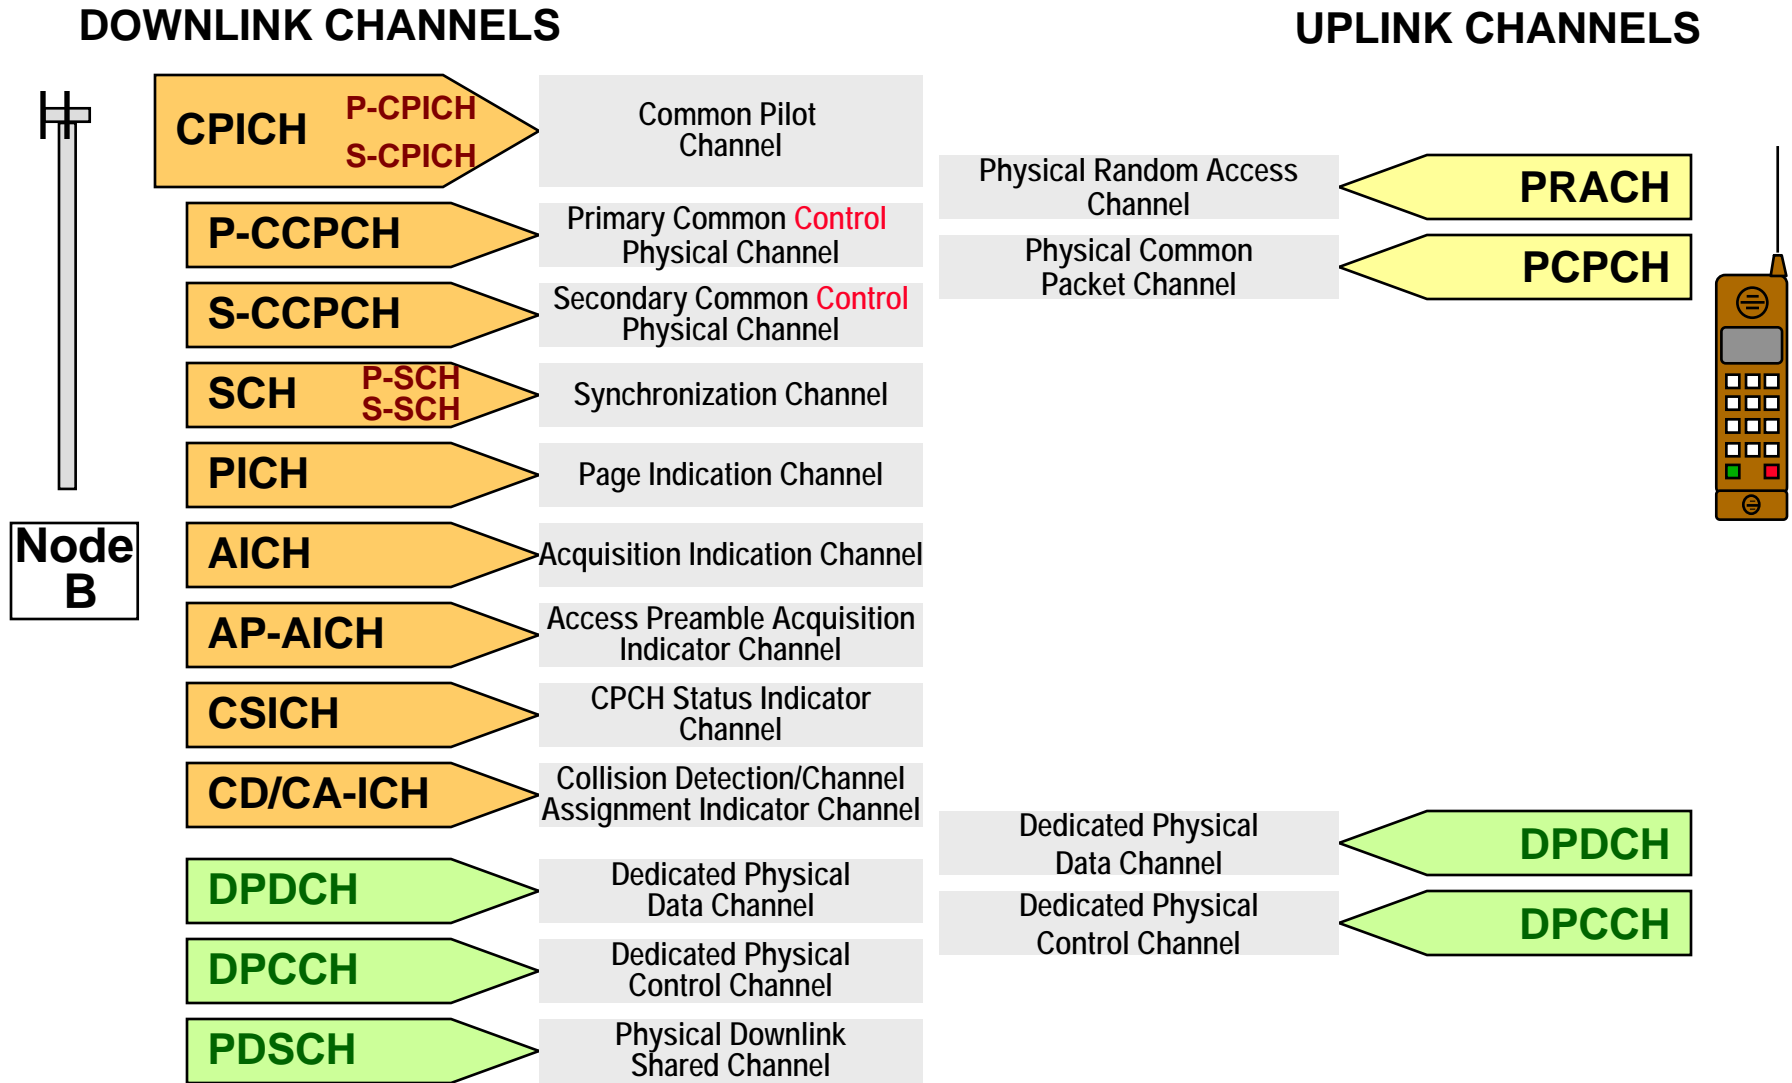 DOWNLINK CHANNELS
UPLINK CHANNELS
CPICH
P-CPICH
S-CPICH
Common Pilot
Channel
P-CCPCH
Primary Common Control
Physical Channel
S-CCPCH
Secondary Common Control
Physical Channel
SCH
P-SCH
S-SCH
Synchronization Channel
PICH
Page Indication Channel
AICH
Acquisition Indication Channel
AP-AICH
Access Preamble Acquisition
Indicator Channel
CSICH
CPCH Status Indicator
Channel
CD/CA-ICH
Collision Detection/Channel
Assignment Indicator Channel
DPDCH
Dedicated Physical
Data Channel
DPCCH
Dedicated Physical
Control Channel
PDSCH
Physical Downlink
Shared Channel
Node
B
Physical Random Access
Channel
PRACH
Physical Common
Packet Channel
PCPCH
Dedicated Physical
Data Channel
DPDCH
Dedicated Physical
Control Channel
DPCCH